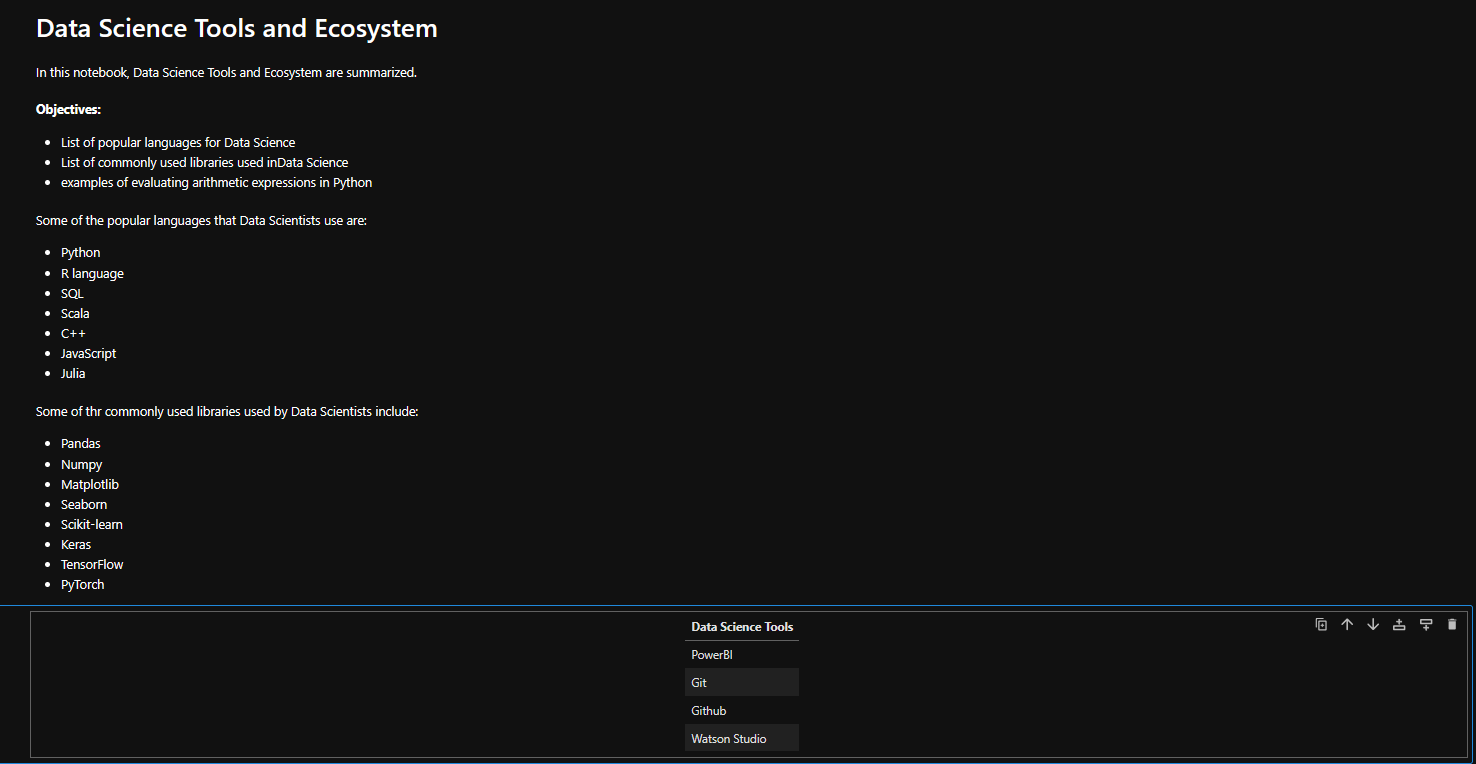 Data Science Tools and Ecosystem
In this notebook, Data Science Tools and Ecosystem are summarized.
Objectives:
List of popular languages for Data Science
List of commonly used libraries used inData Science
examples of evaluating arithmetic expressions in Python
Some of the popular languages that Data Scientists use are:
Python
R language
SQL
Scala
C++
JavaScript
Julia
Some of thr commonly used libraries used by Data Scientists include:
Pandas
Numpy
Matplotlib
Seaborn
Scikit-learn
Keras
TensorFlow
PyTorch
Data Science Tools
PowerBI
Git
Github
Watson Studio